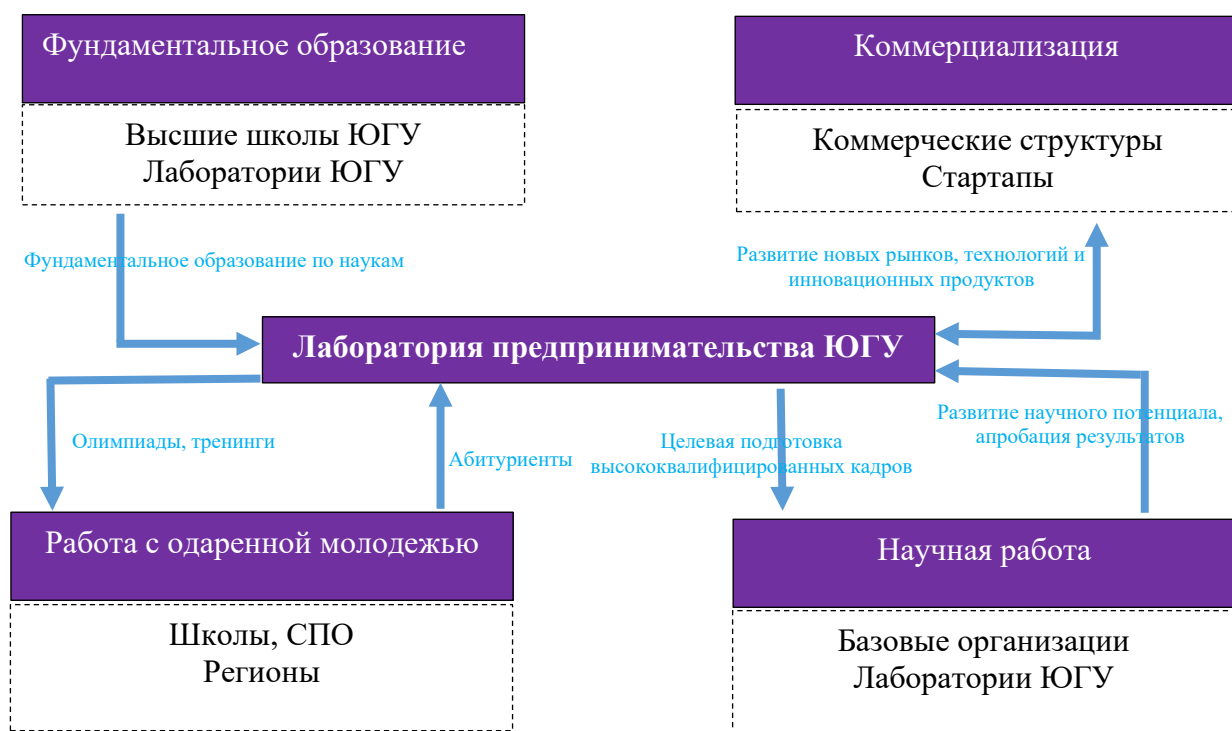 Фундаментальное образование
Высшие школы ЮГУ
Лаборатории ЮГУ
Коммерциализация
Коммерческие структуры
Стартапы
Фундаментальное образование по наукам
Развитие новых рынков, технологий и
инновационных продуктов
Лаборатория предпринимательства ЮГУ
Олимпиады, тренинги
Абитуриенты
Целевая подготовка
высококвалифицированных кадров
Развитие научного потенциала,
апробация результатов
Работа с одаренной молодежью
Школы, СПО
Регионы
Научная работа
Базовые организации
Лаборатории ЮГУ